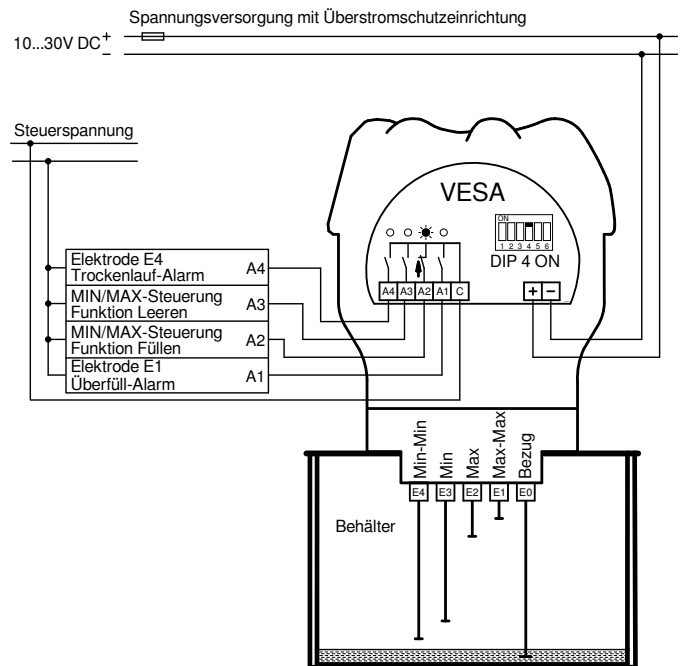 Spannungsversorgung mit Überstromschutzeinrichtung
10...30V DC + −
Steuerspannung
VESA
ON
1 2 3 4 5 6
DIP 4 ON
Elektrode E4
Trockenlauf-Alarm A4
MIN/MAX-Steuerung
Funktion Leeren A3
MIN/MAX-Steuerung
Funktion Füllen A2
Elektrode E1
Überfüll-Alarm A1
A4 A3 A2 A1 C
+ −
Min-Min
Min
Max
Max-Max
Bezug
E4 E3 E2 E1 E0
Behälter